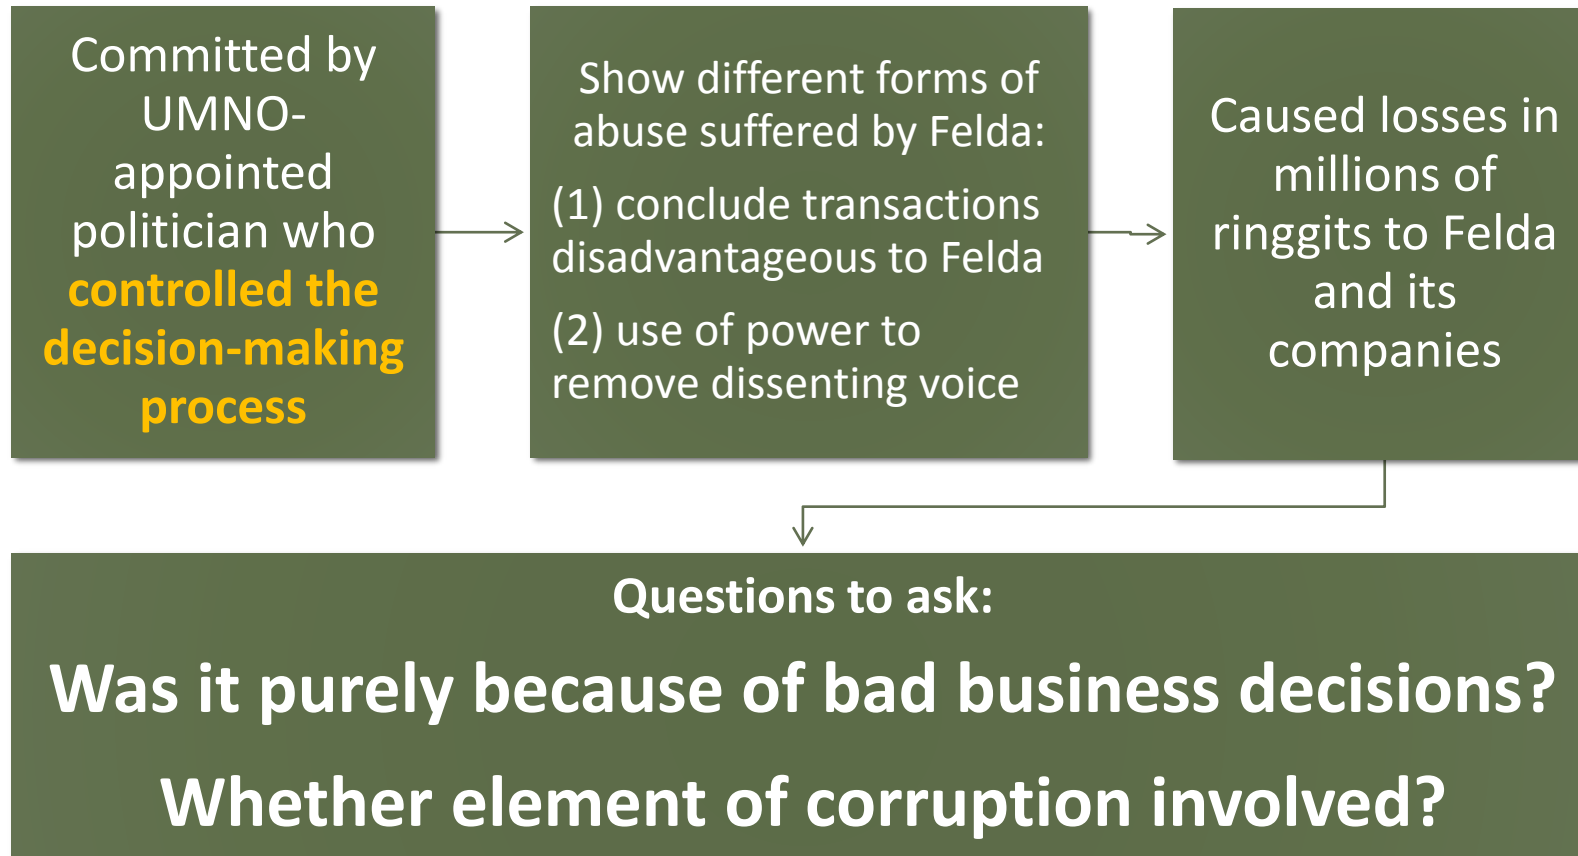 Committed by
UMNO-
appointed
politician who
controlled the
decision-making
process
Show different forms of
abuse suffered by Felda:
(1) conclude transactions
disadvantageous to Felda
(2) use of power to
remove dissenting voice
Caused losses in
millions of
ringgits to Felda
and its
companies
Questions to ask:
Was it purely because of bad business decisions?
Whether element of corruption involved?